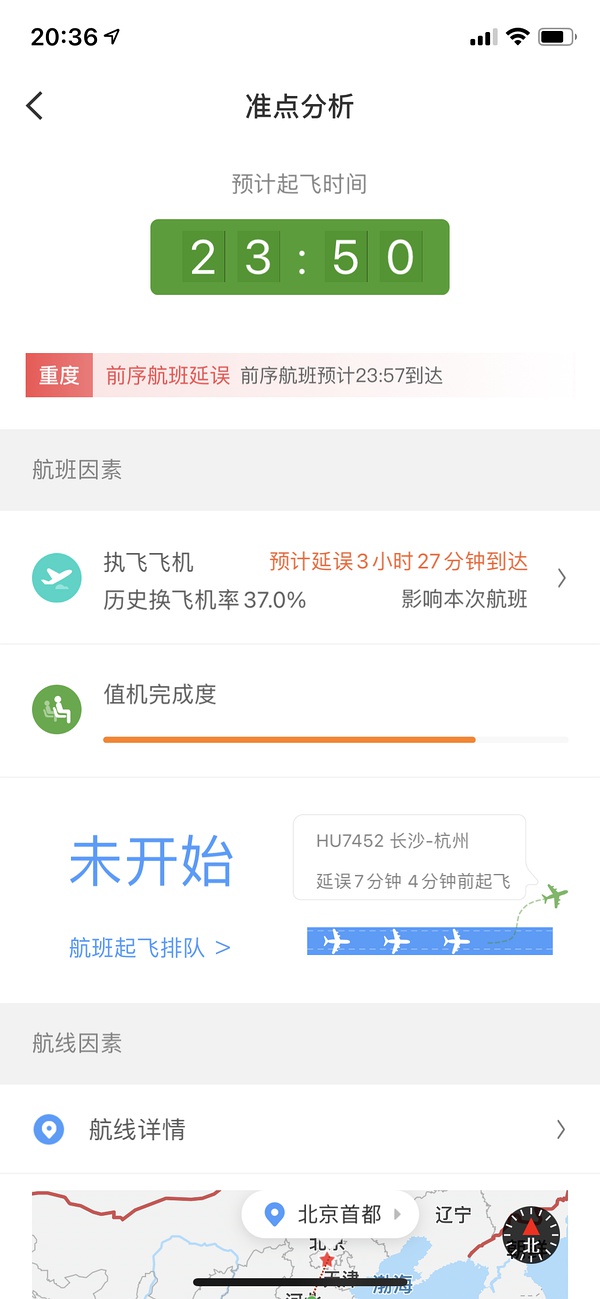 20:36
准点分析
预计起飞时间
23:50
重度 前序航班延误 前序航班预计23:57到达
航班因素
执飞飞机 预计延误3小时27分钟到达
历史换飞机率37.0% 影响本次航班
值机完成度
未开始
HU7452 长沙-杭州
延误7分钟 4分钟前起飞
航班起飞排队 >
航线因素
航线详情
北京首都
辽宁
北
北京
天津
渤海